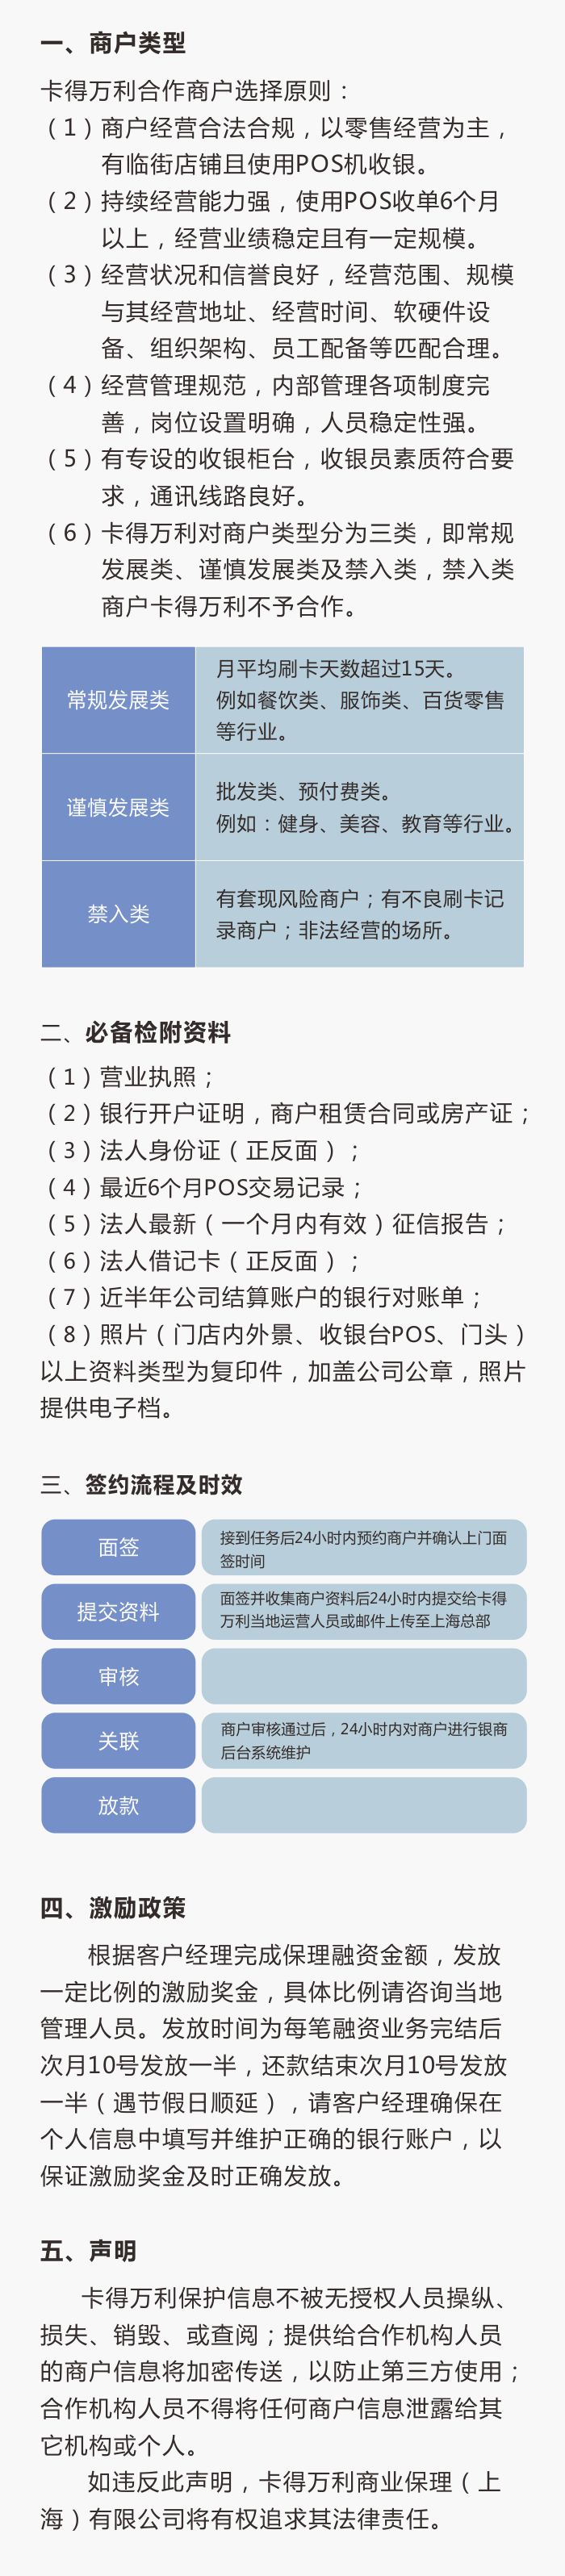 一、商户类型
卡得万利合作商户选择原则：
（1）商户经营合法合规，以零售经营为主，
有临街店铺且使用POS机收银。
（2）持续经营能力强，使用POS收单6个月
以上，经营业绩稳定且有一定规模。
（3）经营状况和信誉良好，经营范围、规模
与其经营地址、经营时间、软硬件设
备、组织架构、员工配备等匹配合理。
（4）经营管理规范，内部管理各项制度完
善，岗位设置明确，人员稳定性强。
（5）有专设的收银柜台，收银员素质符合要
求，通讯线路良好。
（6）卡得万利对商户类型分为三类，即常规
发展类、谨慎发展类及禁入类，禁入类
商户卡得万利不予合作。
常规发展类
月平均刷卡天数超过15天。
例如餐饮类、服饰类、百货零售
等行业。
谨慎发展类
批发类、预付费类。
例如：健身、美容、教育等行业。
禁入类
有套现风险商户；有不良刷卡记
录商户；非法经营的场所。
二、必备检附资料
（1）营业执照；
（2）银行开户证明，商户租赁合同或房产证；
（3）法人身份证（正反面）；
（4）最近6个月POS交易记录；
（5）法人最新（一个月内有效）征信报告；
（6）法人借记卡（正反面）；
（7）近半年公司结算账户的银行对账单；
（8）照片（门店内外景、收银台POS、门头）
以上资料类型为复印件，加盖公司公章，照片
提供电子档。
三、签约流程及时效
面签
接到任务后24小时内预约商户并确认上门面
签时间
提交资料
面签并收集商户资料后24小时内提交给卡得
万利当地运营人员或邮件上传至上海总部
审核
关联
商户审核通过后，24小时内对商户进行银商
后台系统维护
放款
四、激励政策
根据客户经理完成保理融资金额，发放
一定比例的激励奖金，具体比例请咨询当地
管理人员。发放时间为每笔融资业务完结后
次月10号发放一半，还款结束次月10号发放
一半（遇节假日顺延），请客户经理确保在
个人信息中填写并维护正确的银行账户，以
保证激励奖金及时正确发放。
五、声明
卡得万利保护信息不被无授权人员操纵、
损失、销毁、或查阅；提供给合作机构人员
的商户信息将加密传送，以防止第三方使用；
合作机构人员不得将任何商户信息泄露给其
它机构或个人。
如违反此声明，卡得万利商业保理（上
海）有限公司将有权追求其法律责任。